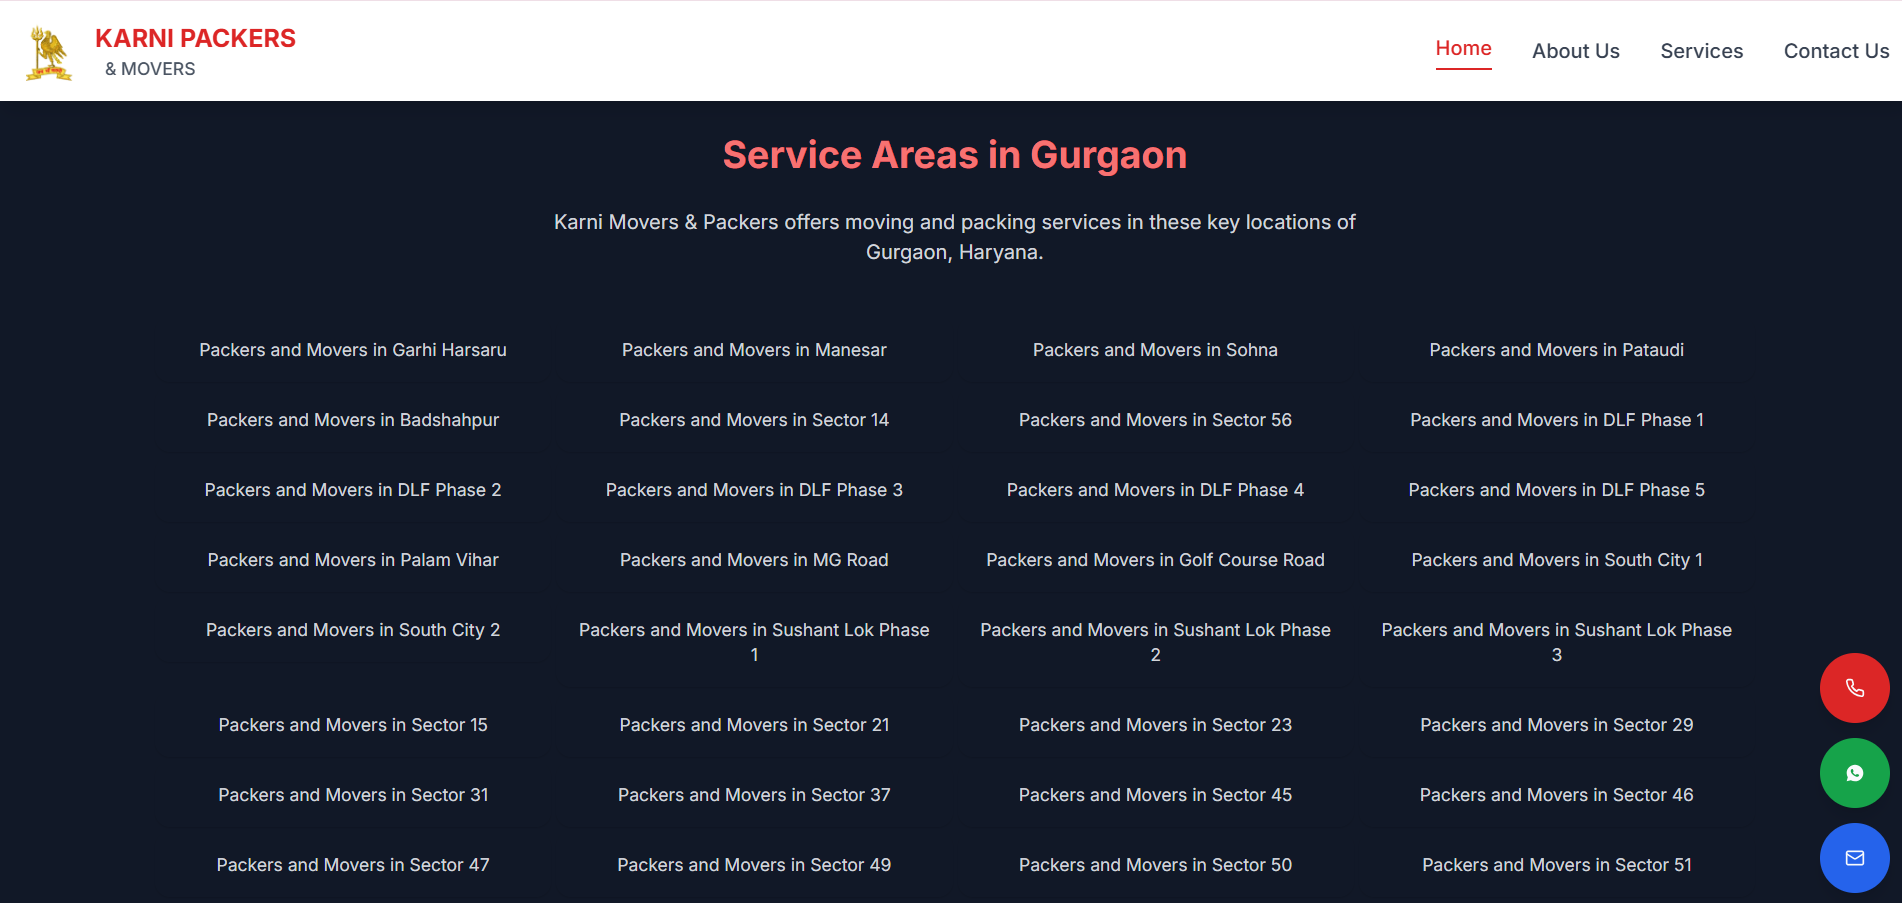 KARNI PACKERS
& MOVERS
Home
About Us
Services
Contact Us
Service Areas in Gurgaon
Karni Movers & Packers offers moving and packing services in these key locations of
Gurgaon, Haryana.
Packers and Movers in Garhi Harsaru
Packers and Movers in Manesar
Packers and Movers in Sohna
Packers and Movers in Pataudi
Packers and Movers in Badshahpur
Packers and Movers in Sector 14
Packers and Movers in Sector 56
Packers and Movers in DLF Phase 1
Packers and Movers in DLF Phase 2
Packers and Movers in DLF Phase 3
Packers and Movers in DLF Phase 4
Packers and Movers in DLF Phase 5
Packers and Movers in Palam Vihar
Packers and Movers in MG Road
Packers and Movers in Golf Course Road
Packers and Movers in South City 1
Packers and Movers in South City 2
Packers and Movers in Sushant Lok Phase
1
Packers and Movers in Sushant Lok Phase
2
Packers and Movers in Sushant Lok Phase
3
Packers and Movers in Sector 15
Packers and Movers in Sector 21
Packers and Movers in Sector 23
Packers and Movers in Sector 29
Packers and Movers in Sector 31
Packers and Movers in Sector 37
Packers and Movers in Sector 45
Packers and Movers in Sector 46
Packers and Movers in Sector 47
Packers and Movers in Sector 49
Packers and Movers in Sector 50
Packers and Movers in Sector 51